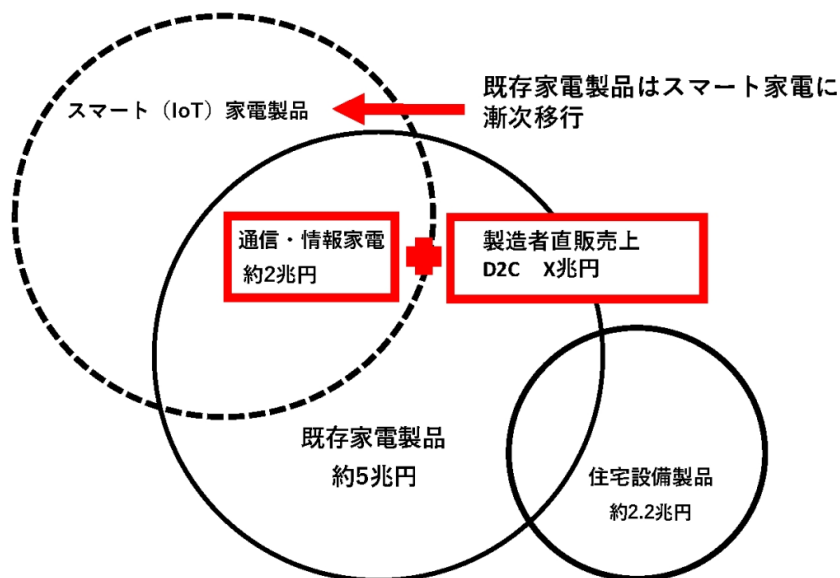 既存家電製品はスマート家電に
漸次移行
スマート（IoT）家電製品
通信・情報家電
約2兆円
製造者直販売上
D2C　X兆円
既存家電製品
約5兆円
住宅設備製品
約2.2兆円